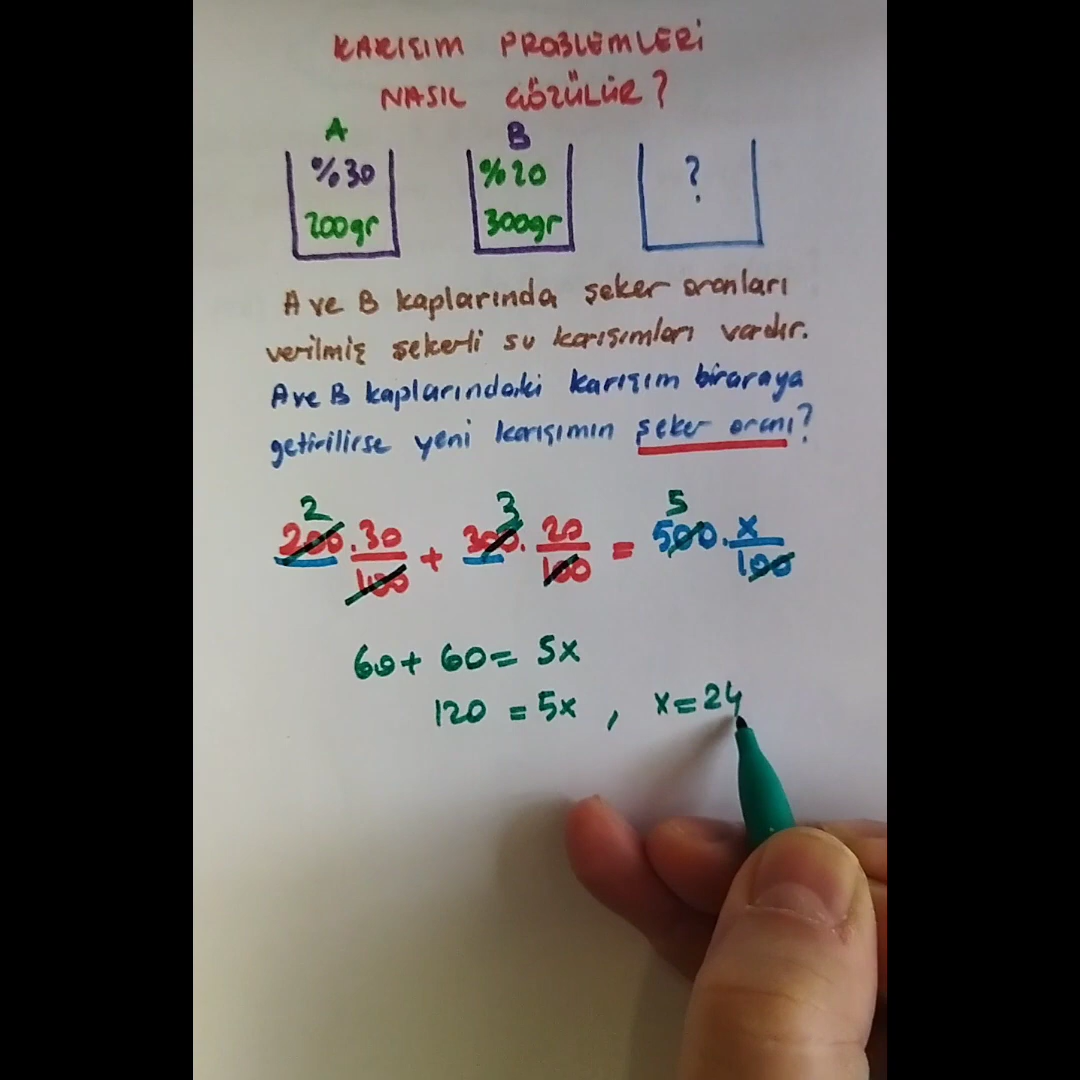 KARIŞIM PROBLEMLERİ
NASIL ÇÖZÜLÜR?
A B
%30 %20 ?
200gr 300gr
A ve B kaplarında şeker oranları
verilmiş şekerli su karışımları vardır.
A ve B kaplarındaki karışım biraraya
getirilirse yeni karışımın şeker oranı?
2 3 5
200.30/100 + 300.20/100 = 500.x/100
60+ 60= 5x
120 = 5x , x=24